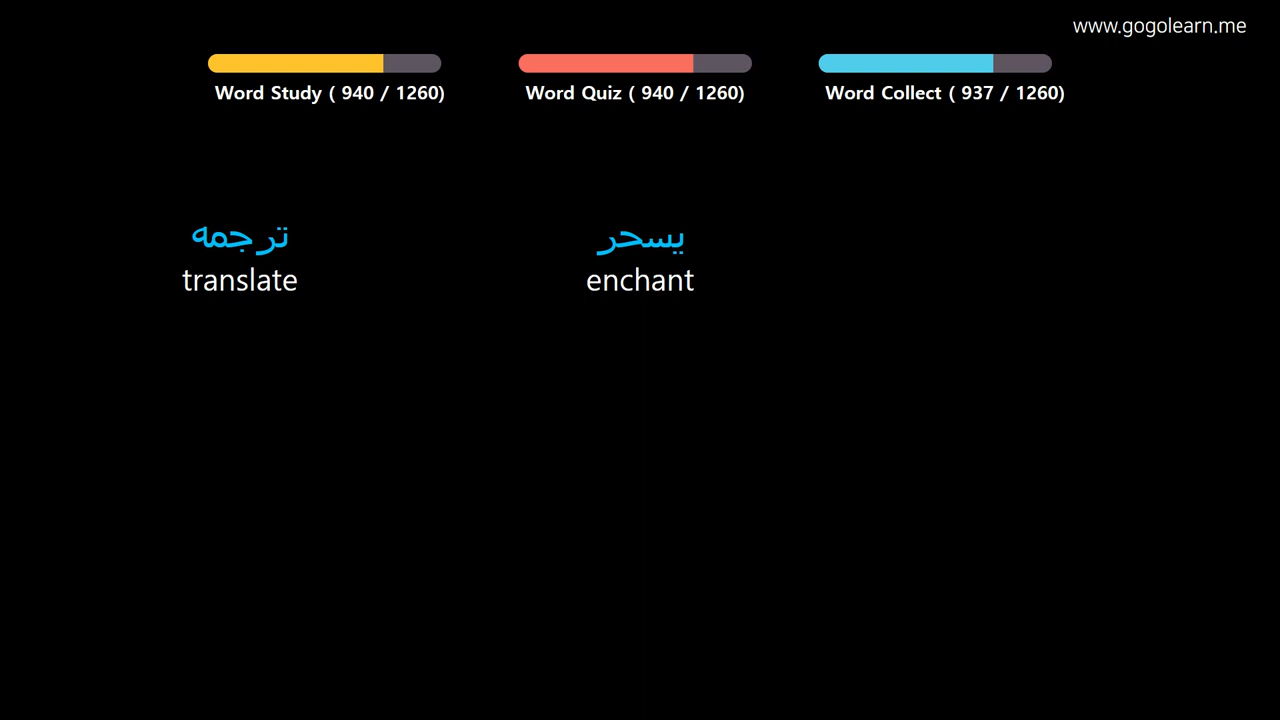 www.gogolearn.me
Word Study ( 940 / 1260)
Word Quiz ( 940 / 1260)
Word Collect ( 937 / 1260)
ترجمه
translate
يسحر
enchant